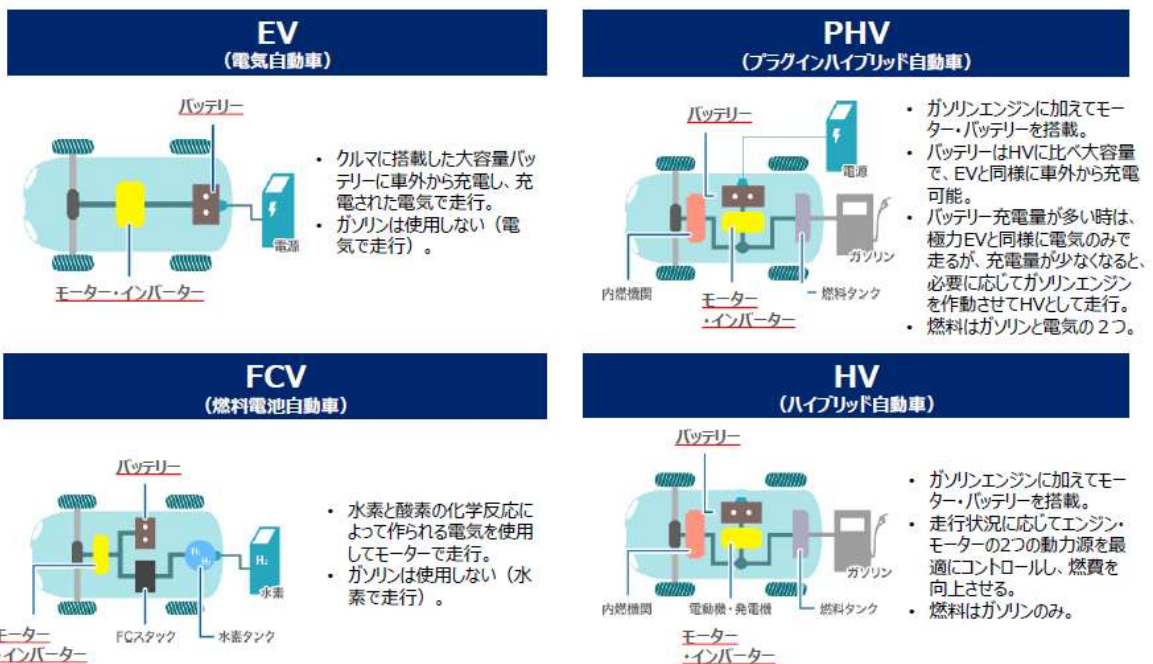 EV
（電気自動車）
バッテリー
電源
モーター・インバーター
• クルマに搭載した大容量バッ
テリーに車外から充電し、充
電された電気で走行。
• ガソリンは使用しない（電
気で走行）。
PHV
（プラグインハイブリッド自動車）
バッテリー
電源
ガソリン
内燃機関
モーター
・インバーター
燃料タンク
• ガソリンエンジンに加えてモー
ター・バッテリーを搭載。
• バッテリーはHVに比べ大容量
で、EVと同様に車外から充電
可能。
• バッテリー充電量が多い時は、
極力EVと同様に電気のみで
走るが、充電量が少なくなると、
必要に応じてガソリンエンジン
を作動させてHVとして走行。
• 燃料はガソリンと電気の２つ。
FCV
（燃料電池自動車）
バッテリー
H₂
H₂
H₂
水素
FCスタック
水素タンク
モーター
・インバーター
• 水素と酸素の化学反応に
よって作られる電気を使用
してモーターで走行。
• ガソリンは使用しない（水
素で走行）。
HV
（ハイブリッド自動車）
バッテリー
ガソリン
内燃機関
電動機・発電機
燃料タンク
モーター
・インバーター
• ガソリンエンジンに加えてモー
ター・バッテリーを搭載。
• 走行状況に応じてエンジン・
モーターの2つの動力源を最
適にコントロールし、燃費を
向上させる。
• 燃料はガソリンのみ。